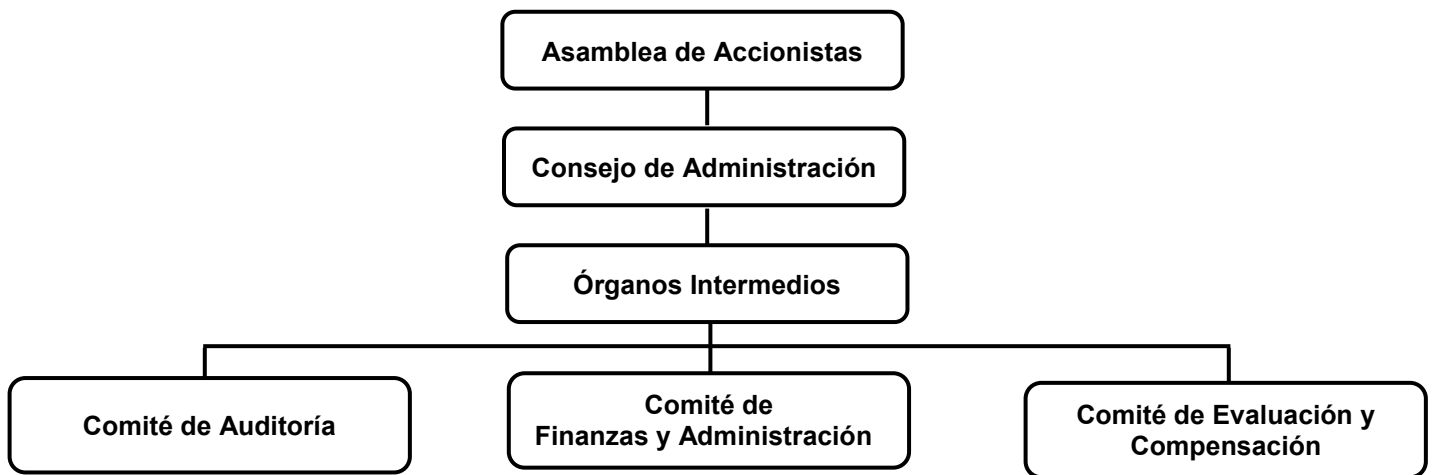 Asamblea de Accionistas
Consejo de Administración
Órganos Intermedios
Comité de Auditoría
Comité de
Finanzas y Administración
Comité de Evaluación y
Compensación